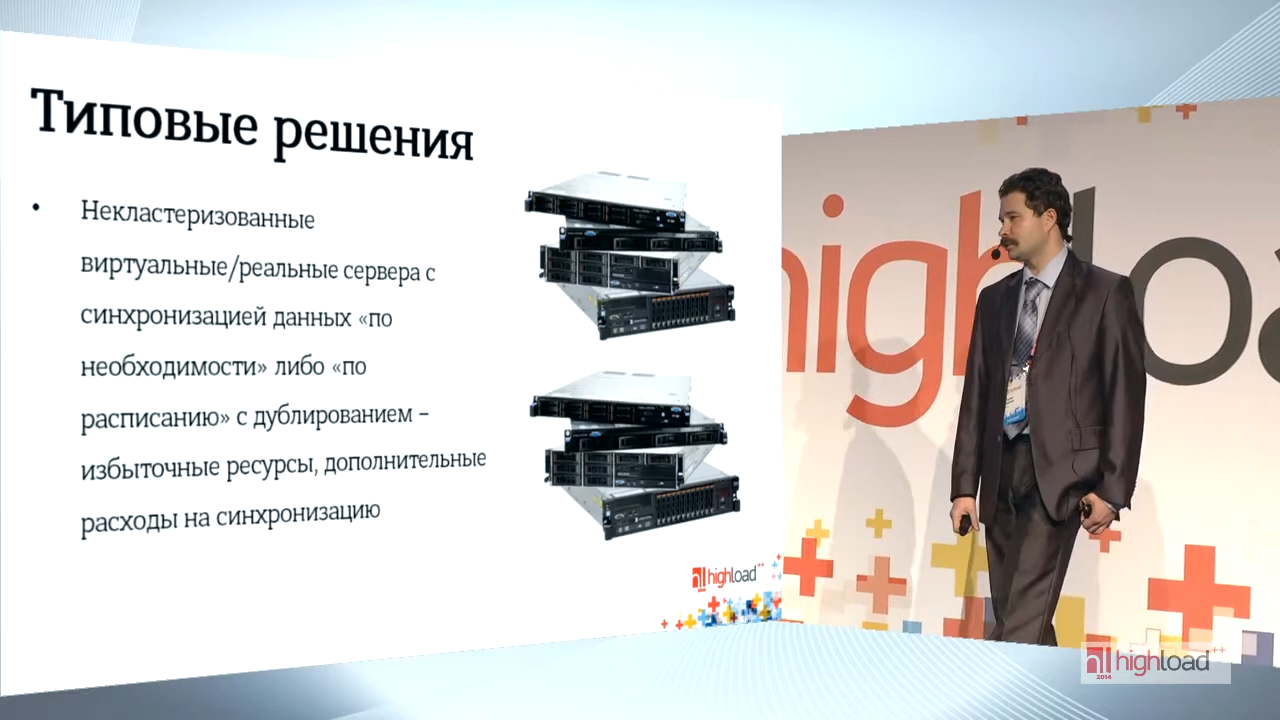 Типовые решения
• Некластеризованные
виртуальные/реальные сервера с
синхронизацией данных «по
необходимости» либо «по
расписанию» с дублированием –
избыточные ресурсы, дополнительные
расходы на синхронизацию
highload++
highloa
highload++
2014